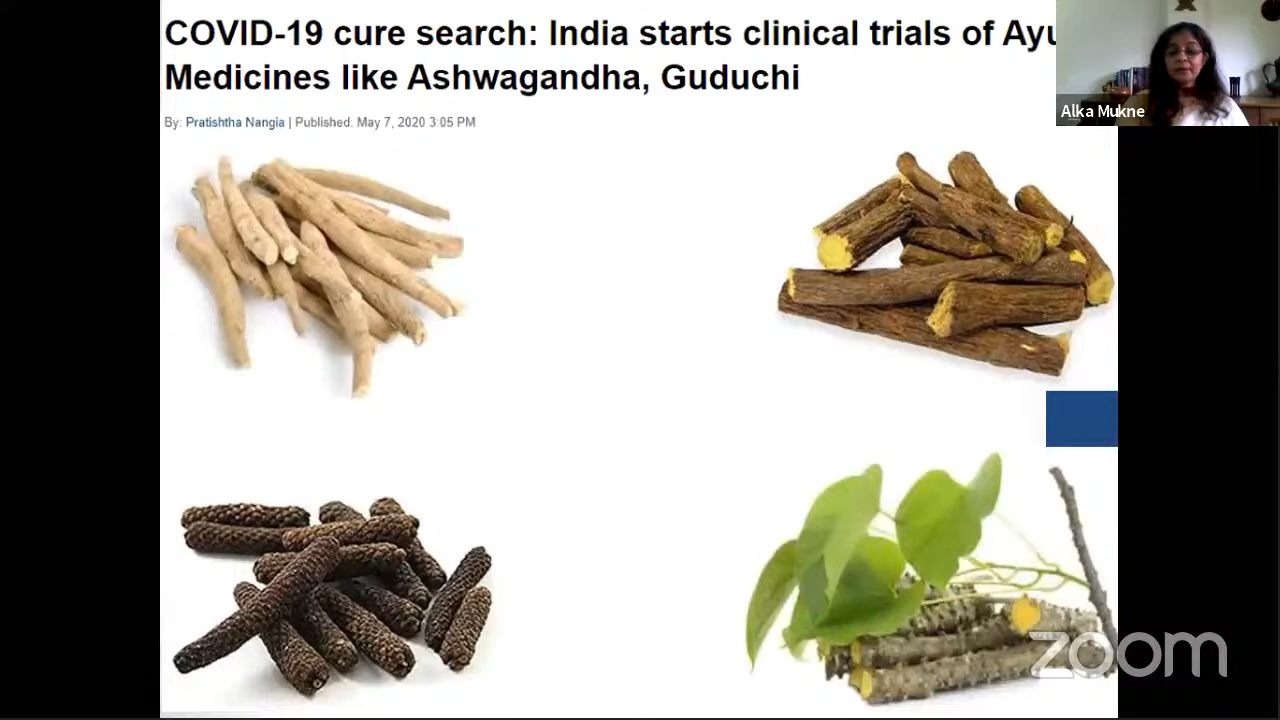 COVID-19 cure search: India starts clinical trials of
Medicines like Ashwagandha, Guduchi
By: Pratishtha Nangia | Published: May 7, 2020 3:05 PM
Alka Mukne
zoom